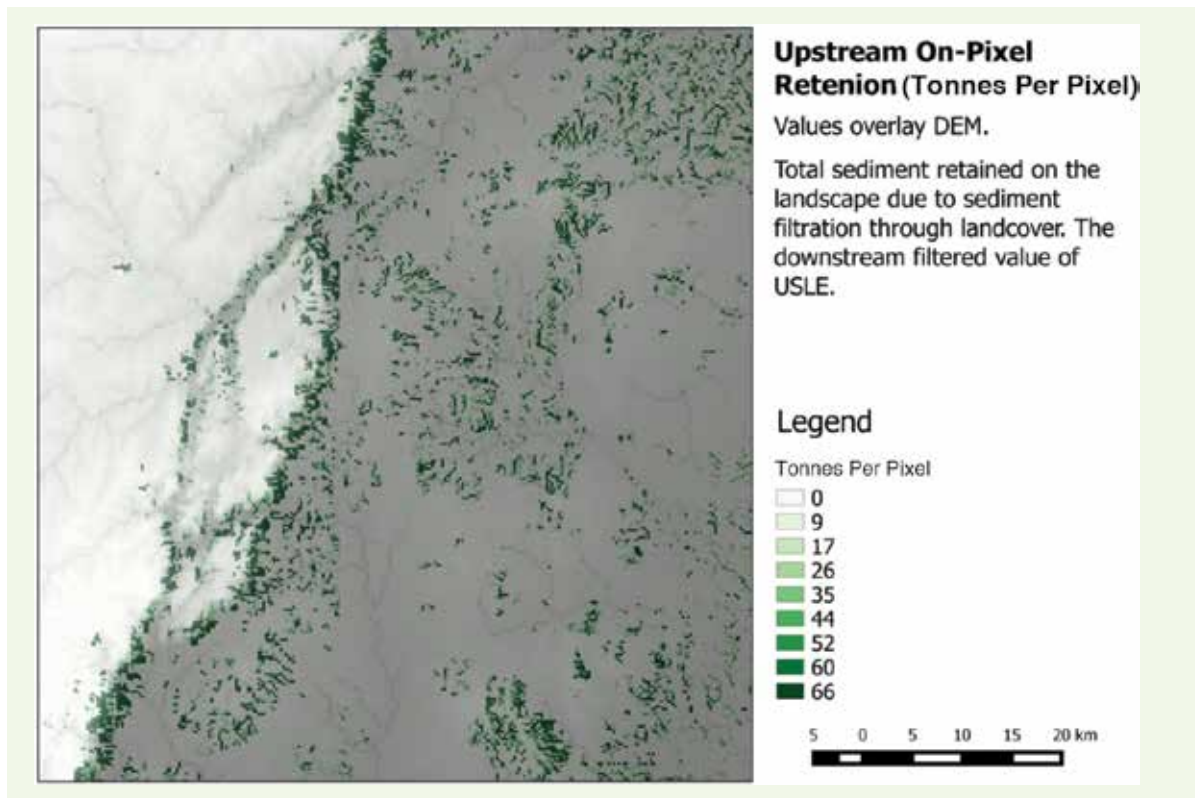 Upstream On-Pixel
Retenion (Tonnes Per Pixel)
Values overlay DEM.
Total sediment retained on the
landscape due to sediment
filtration through landcover. The
downstream filtered value of
USLE.
Legend
Tonnes Per Pixel
0
9
17
26
35
44
52
60
66
5 0 5 10 15 20 km